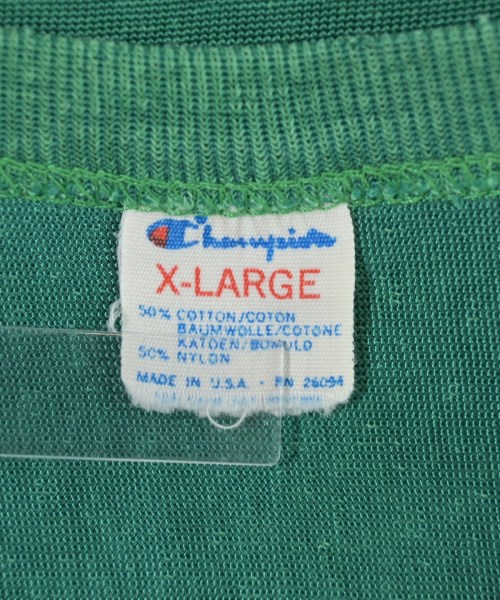 Champion
X-LARGE
50% COTTON/COTON
BAUMWOLLE/COTONE
KATOEN/BOMULD
50% NYLON
MADE IN U.S.A. • RN 26094